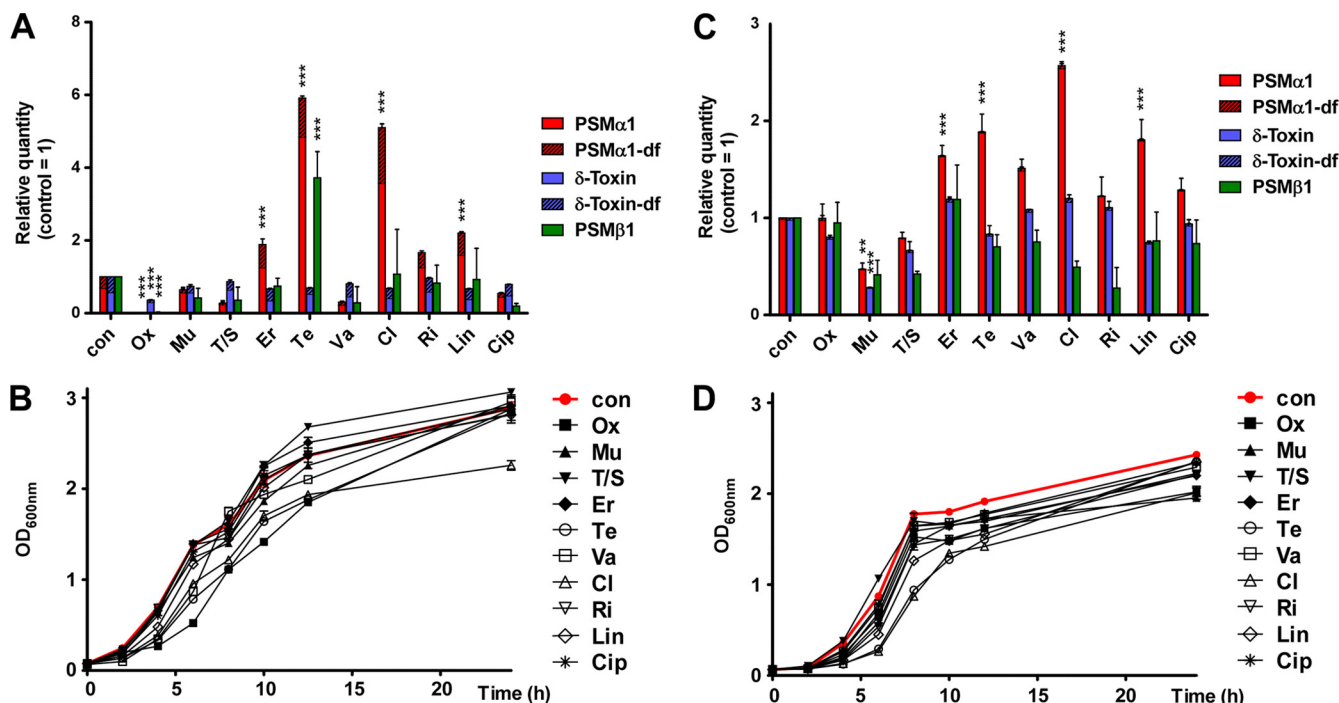 A
Relative quantity
(control = 1)
8
6
4
2
0
***
***
***
***
***
***
***
***
con
Ox
Mu
T/S
Er
Te
Va
Cl
Ri
Lin
Cip
PSMα1
PSMα1-df
δ-Toxin
δ-Toxin-df
PSMβ1
C
Relative quantity
(control = 1)
3
2
1
0
**
***
***
***
***
***
con
Ox
Mu
T/S
Er
Te
Va
Cl
Ri
Lin
Cip
PSMα1
PSMα1-df
δ-Toxin
δ-Toxin-df
PSMβ1
B
OD600nm
3
2
1
0
0
5
10
15
20
Time (h)
con
Ox
Mu
T/S
Er
Te
Va
Cl
Ri
Lin
Cip
D
OD600nm
3
2
1
0
0
5
10
15
20
Time (h)
con
Ox
Mu
T/S
Er
Te
Va
Cl
Ri
Lin
Cip